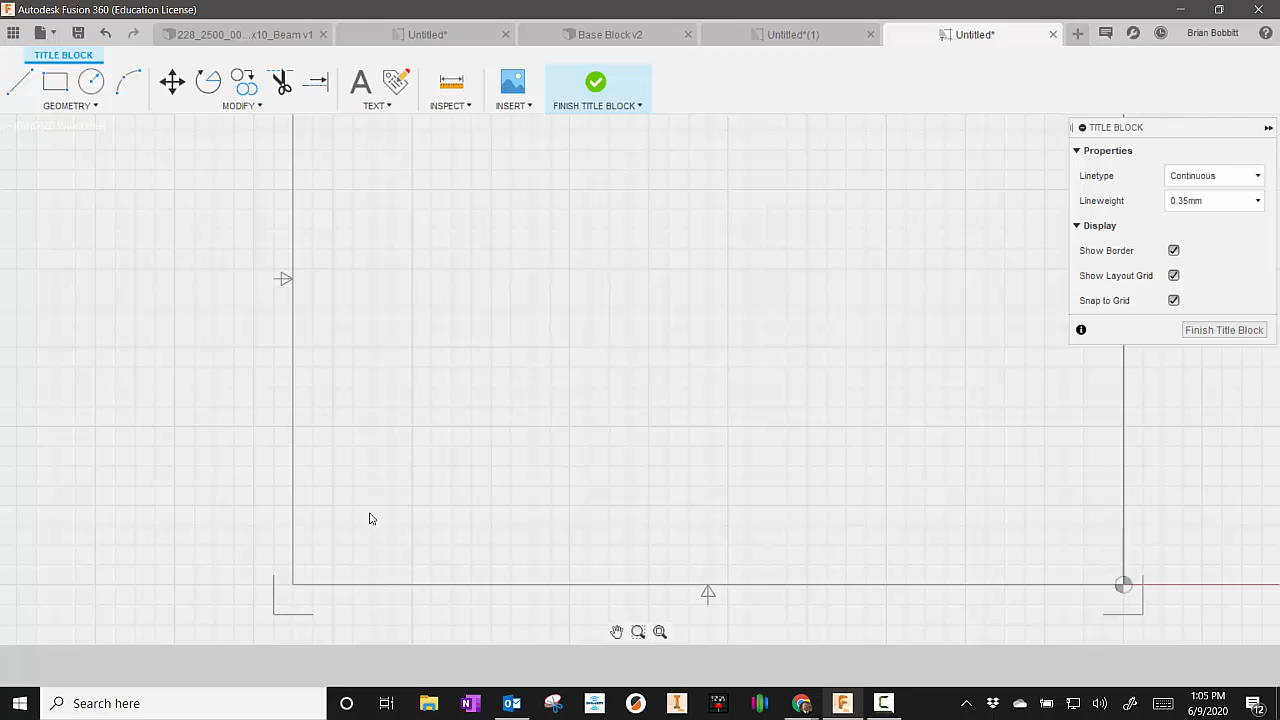 Autodesk Fusion 360 (Education License)
228_2500_00...x10_Beam v1
Untitled*
Base Block v2
Untitled*(1)
Untitled*
Brian Bobbitt
TITLE BLOCK
GEOMETRY
MODIFY
TEXT
INSPECT
INSERT
FINISH TITLE BLOCK
TITLE BLOCK
Properties
Linetype
Continuous
Lineweight
0.35mm
Display
Show Border
Show Layout Grid
Snap to Grid
Finish Title Block
Search here
1:05 PM
6/9/2020